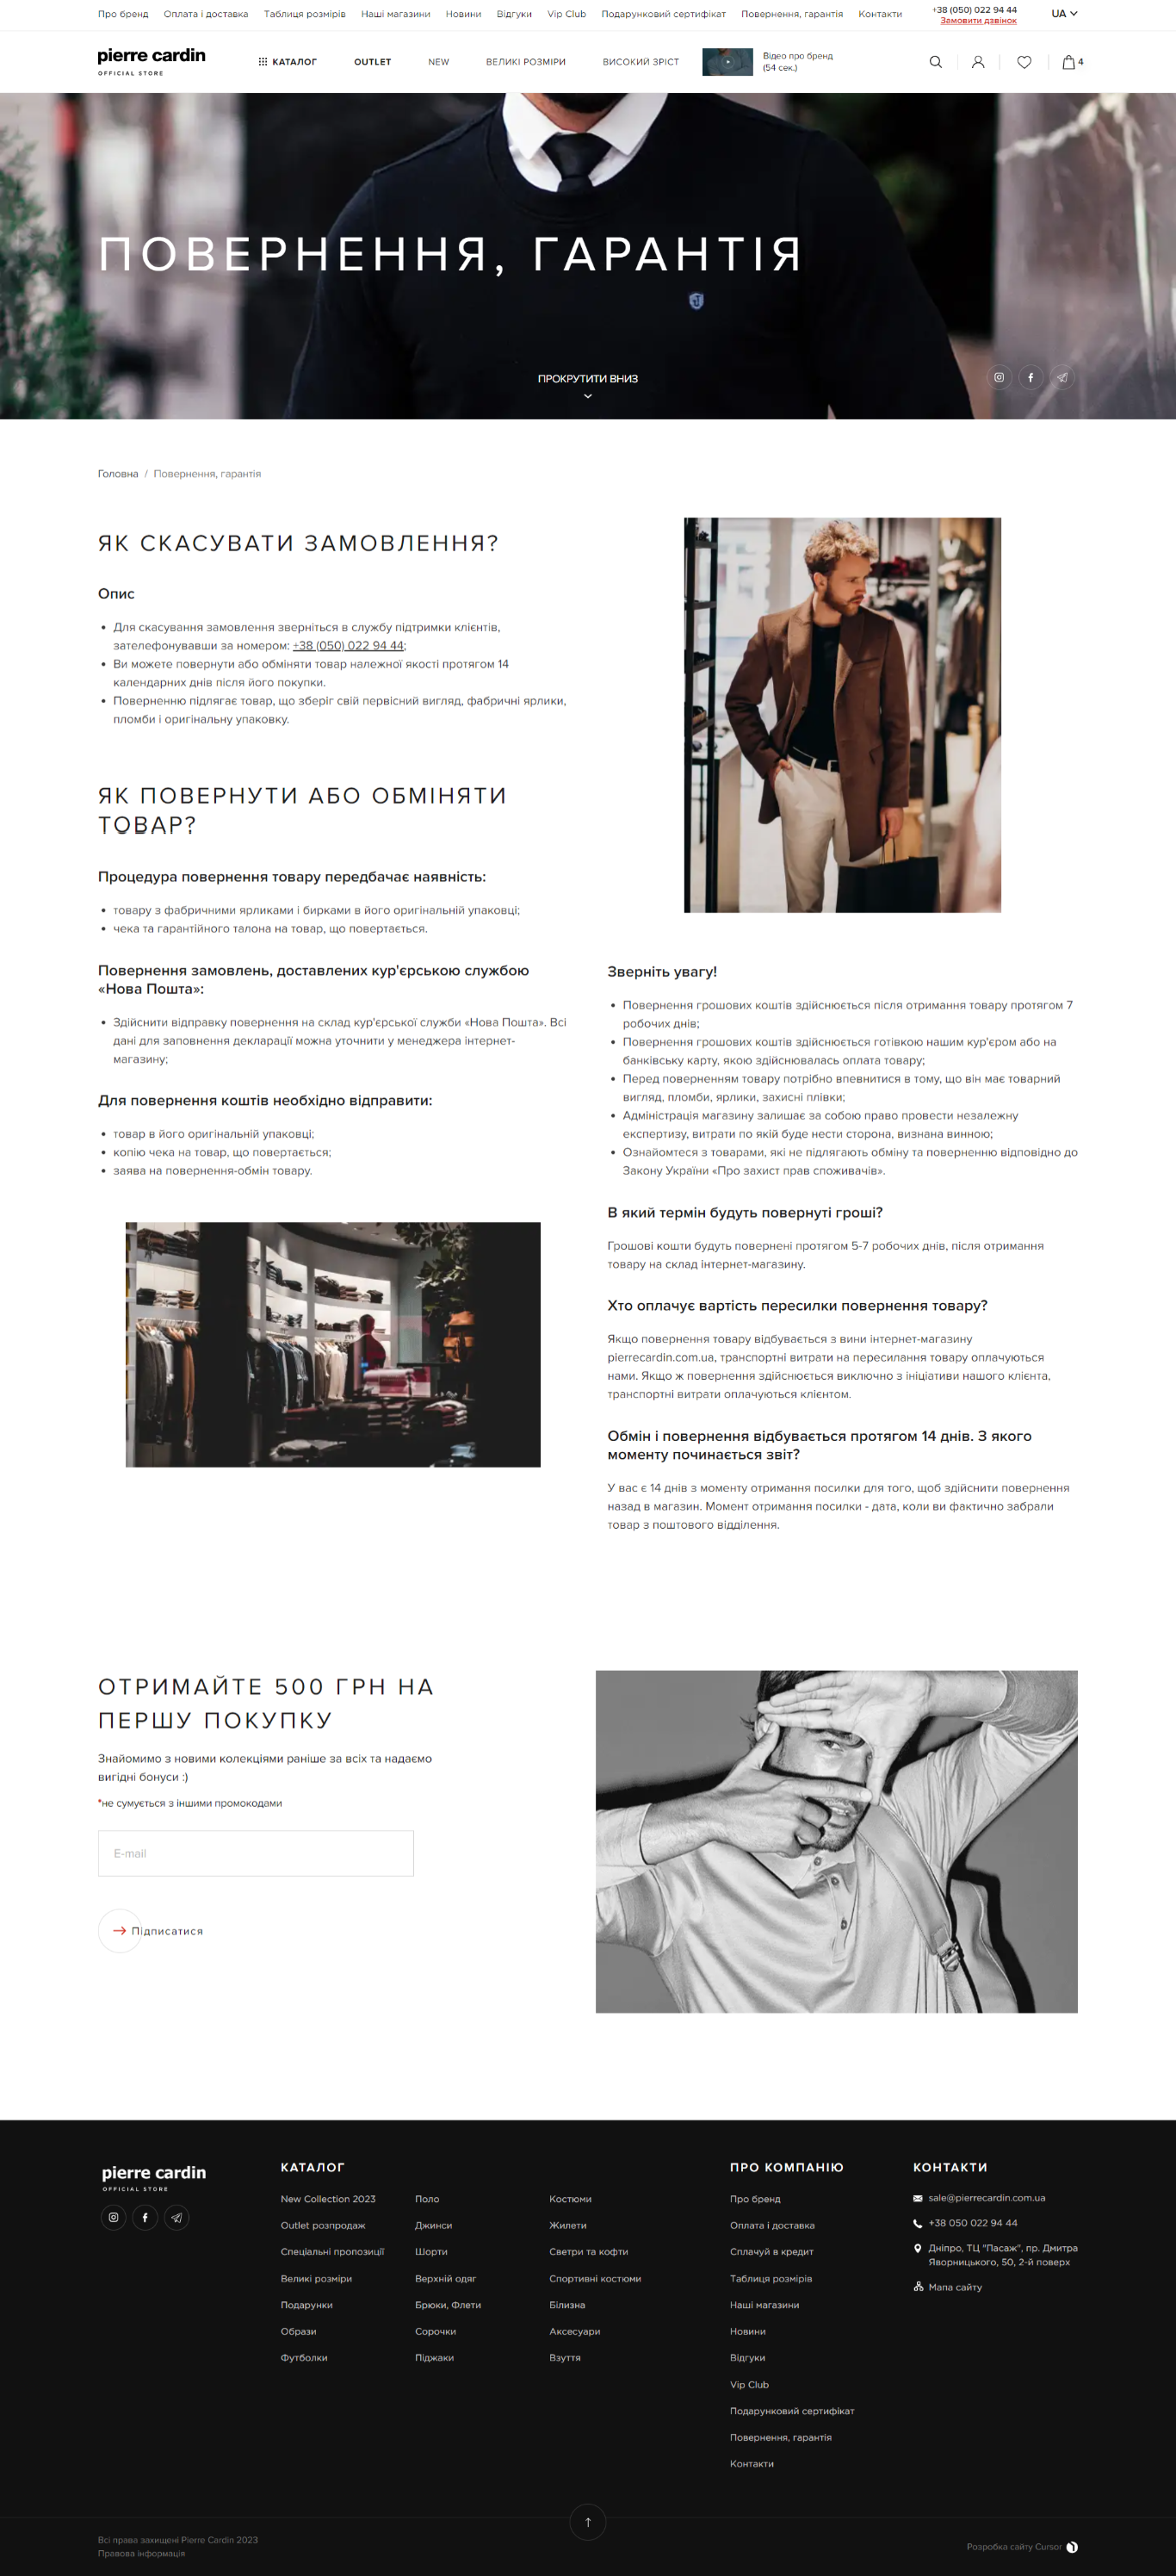 Про бренд Оплата і доставка Таблиця розмірів Наші магазини Новини Відгуки Vip Club Подарунковий сертифікат Повернення, гарантія Контакти +38 (050) 022 94 44 UA
Замовити дзвінок
pierre cardin
OFFICIAL STORE
КАТАЛОГ OUTLET NEW ВЕЛИКІ РОЗМІРИ ВИСОКИЙ ЗРІСТ Відео про бренд
(54 сек.)
4
ПОВЕРНЕННЯ, ГАРАНТІЯ
ПРОКРУТИТИ ВНИЗ
Головна / Повернення, гарантія
ЯК СКАСУВАТИ ЗАМОВЛЕННЯ?
Опис
• Для скасування замовлення зверніться в службу підтримки клієнтів,
зателефонувавши за номером: +38 (050) 022 94 44;
• Ви можете повернути або обміняти товар належної якості протягом 14
календарних днів після його покупки.
• Поверненню підлягає товар, що зберіг свій первісний вигляд, фабричні ярлики,
пломби і оригінальну упаковку.
ЯК ПОВЕРНУТИ АБО ОБМІНЯТИ
ТОВАР?
Процедура повернення товару передбачає наявність:
• товару з фабричними ярликами і бирками в його оригінальній упаковці;
• чека та гарантійного талона на товар, що повертається.
Повернення замовлень, доставлених кур'єрською службою
«Нова Пошта»:
• Здійснити відправку повернення на склад кур'єрської служби «Нова Пошта». Всі
дані для заповнення декларації можна уточнити у менеджера інтернет-
магазину;
Для повернення коштів необхідно відправити:
• товар в його оригінальній упаковці;
• копію чека на товар, що повертається;
• заява на повернення-обмін товару.
Зверніть увагу!
• Повернення грошових коштів здійснюється після отримання товару протягом 7
робочих днів;
• Повернення грошових коштів здійснюється готівкою нашим кур'єром або на
банківську карту, якою здійснювалась оплата товару;
• Перед поверненням товару потрібно впевнитися в тому, що він має товарний
вигляд, пломби, ярлики, захисні плівки;
• Адміністрація магазину залишає за собою право провести незалежну
експертизу, витрати по якій буде нести сторона, визнана винною;
• Ознайомтеся з товарами, які не підлягають обміну та поверненню відповідно до
Закону України «Про захист прав споживачів».
В який термін будуть повернуті гроші?
Грошові кошти будуть повернені протягом 5-7 робочих днів, після отримання
товару на склад інтернет-магазину.
Хто оплачує вартість пересилки повернення товару?
Якщо повернення товару відбувається з вини інтернет-магазину
pierrecardin.com.ua, транспортні витрати на пересилання товару оплачуються
нами. Якщо ж повернення здійснюється виключно з ініціативи нашого клієнта,
транспортні витрати оплачуються клієнтом.
Обмін і повернення відбувається протягом 14 днів. З якого
моменту починається звіт?
У вас є 14 днів з моменту отримання посилки для того, щоб здійснити повернення
назад в магазин. Момент отримання посилки - дата, коли ви фактично забрали
товар з поштового відділення.
ОТРИМАЙТЕ 500 ГРН НА
ПЕРШУ ПОКУПКУ
Знайомимо з новими колекціями раніше за всіх та надаємо
вигідні бонуси :)
*не сумується з іншими промокодами
E-mail
Підписатися
pierre cardin
OFFICIAL STORE
КАТАЛОГ
New Collection 2023
Outlet розпродаж
Спеціальні пропозиції
Великі розміри
Подарунки
Образи
Футболки
Поло
Джинси
Шорти
Верхній одяг
Брюки, Флети
Сорочки
Піджаки
Костюми
Жилети
Светри та кофти
Спортивні костюми
Білизна
Аксесуари
Взуття
ПРО КОМПАНІЮ
Про бренд
Оплата і доставка
Сплачуй в кредит
Таблиця розмірів
Наші магазини
Новини
Відгуки
Vip Club
Подарунковий сертифікат
Повернення, гарантія
Контакти
КОНТАКТИ
sale@pierrecardin.com.ua
+38 050 022 94 44
Дніпро, ТЦ "Пасаж", пр. Дмитра
Яворницького, 50, 2-й поверх
Мапа сайту
Всі права захищені Pierre Cardin 2023
Правова інформація
Розробка сайту Cursor